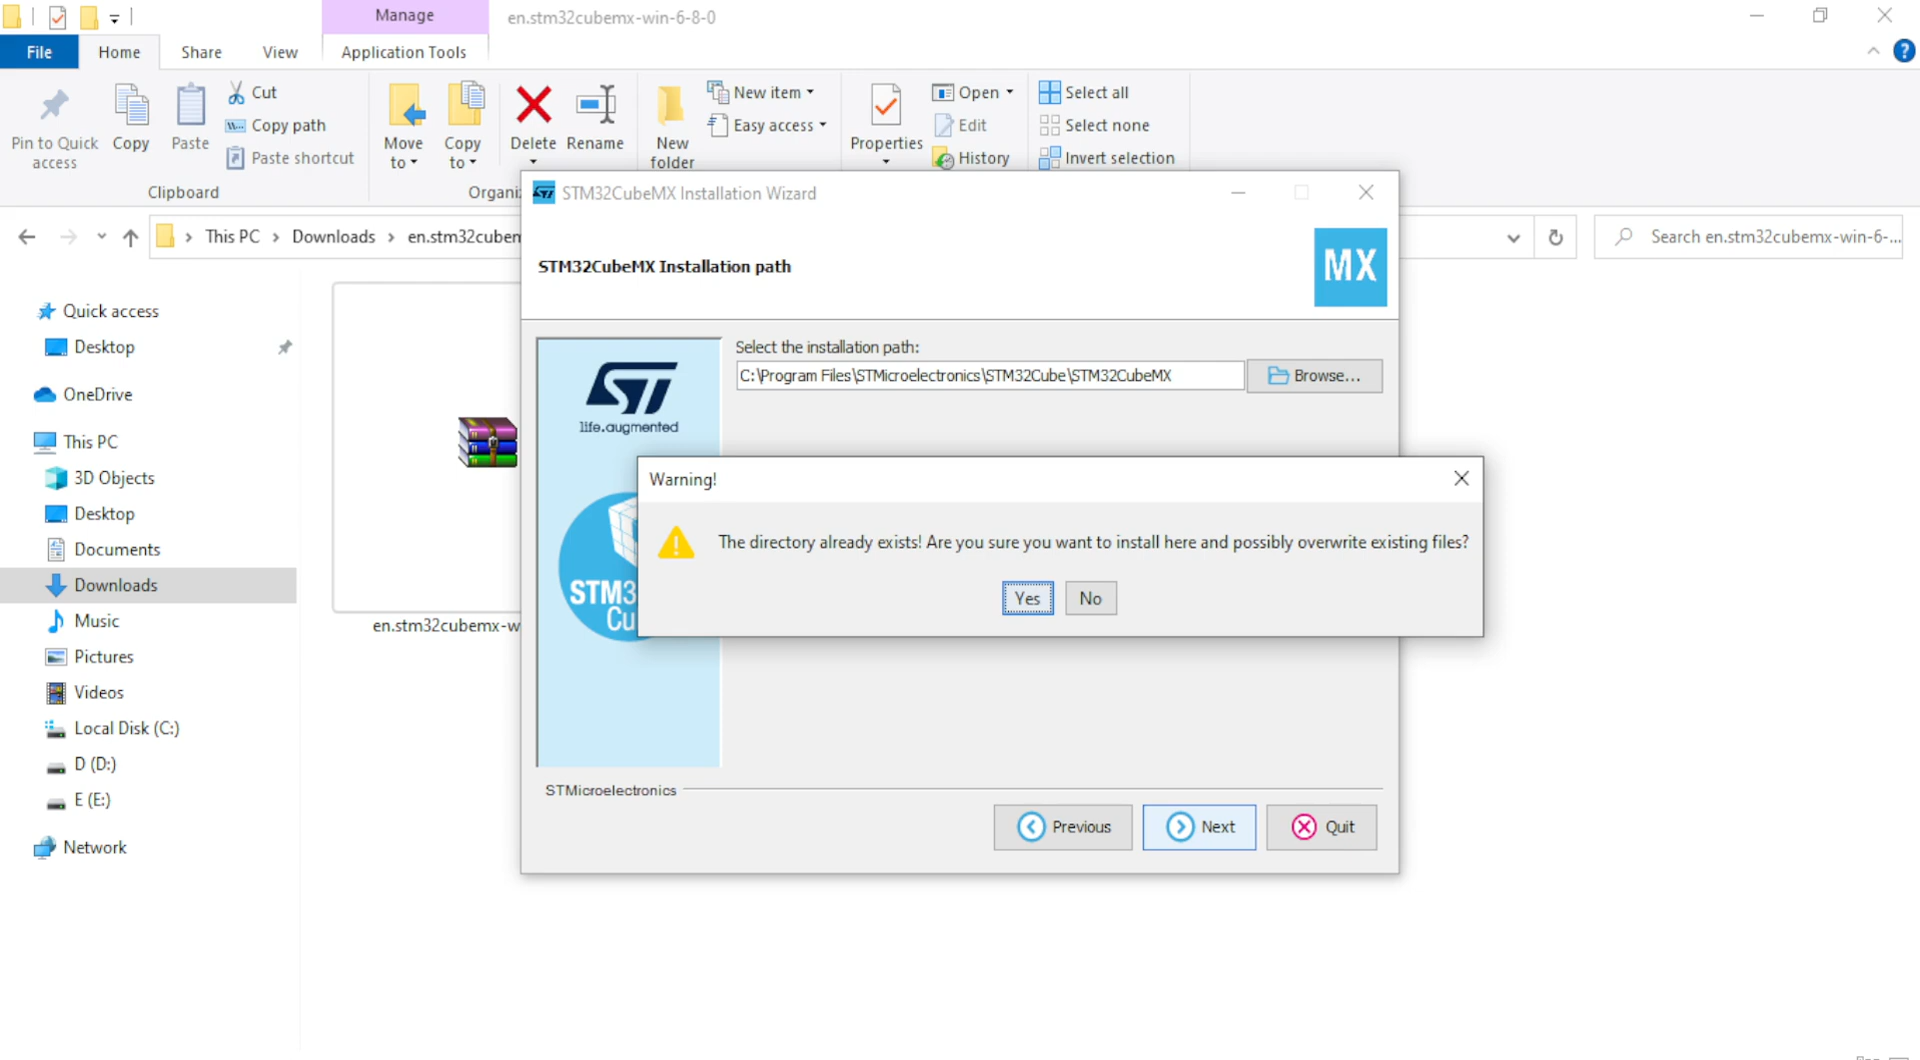 Manage
en.stm32cubemx-win-6-8-0
File
Home
Share
View
Application Tools
Pin to Quick access
Copy
Paste
Cut
Copy path
Paste shortcut
Clipboard
Move to
Copy to
Delete
Rename
Organi
New folder
New item
Easy access
Properties
Open
Edit
History
Select all
Select none
Invert selection
This PC > Downloads > en.stm32cuben
Search en.stm32cubemx-win-6-...
Quick access
Desktop
OneDrive
This PC
3D Objects
Desktop
Documents
Downloads
Music
Pictures
Videos
Local Disk (C:)
D (D:)
E (E:)
Network
en.stm32cubemx-w
STM32CubeMX Installation Wizard
STM32CubeMX Installation path
MX
ST
life.augmented
STM3
Cu
Select the installation path:
C:\Program Files\STMicroelectronics\STM32Cube\STM32CubeMX
Browse...
Warning!
The directory already exists! Are you sure you want to install here and possibly overwrite existing files?
Yes
No
STMicroelectronics
Previous
Next
Quit